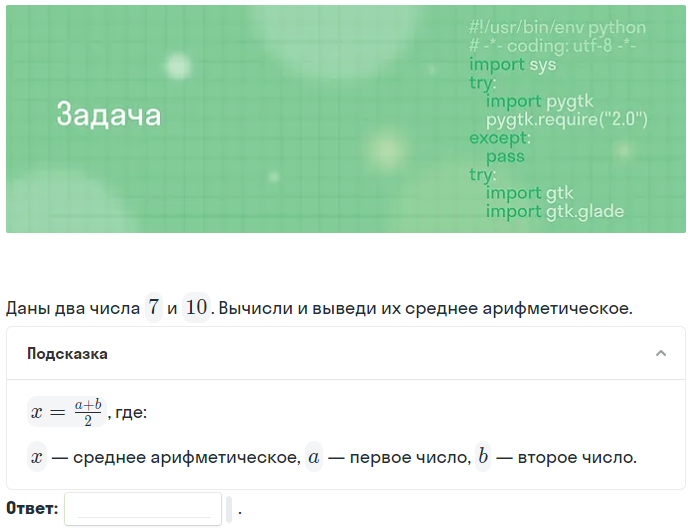 #!/usr/bin/env python
# -*- coding: utf-8 -*-
import sys
try:
import pygtk
pygtk.require("2.0")
except:
pass
try:
import gtk
import gtk.glade
Задача
Даны два числа 7 и 10. Вычисли и выведи их среднее арифметическое.
Подсказка
x = \frac{a+b}{2}, где:
x — среднее арифметическое, a — первое число, b — второе число.
Ответ: .